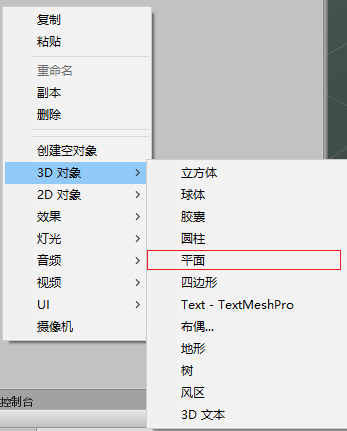 复制
粘贴
重命名
副本
删除
创建空对象
3D 对象
2D 对象
效果
灯光
音频
视频
UI
摄像机
立方体
球体
胶囊
圆柱
平面
四边形
Text - TextMeshPro
布偶...
地形
树
风区
3D 文本
控制台